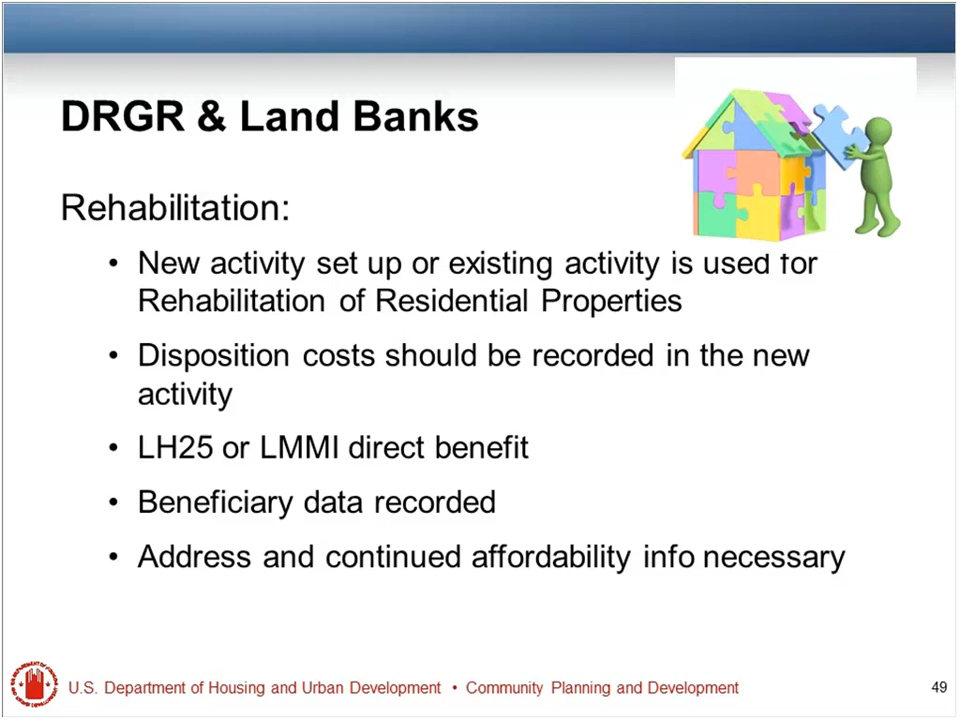 DRGR & Land Banks
Rehabilitation:
• New activity set up or existing activity is used for
Rehabilitation of Residential Properties
• Disposition costs should be recorded in the new
activity
• LH25 or LMMI direct benefit
• Beneficiary data recorded
• Address and continued affordability info necessary
U.S. Department of Housing and Urban Development • Community Planning and Development
49